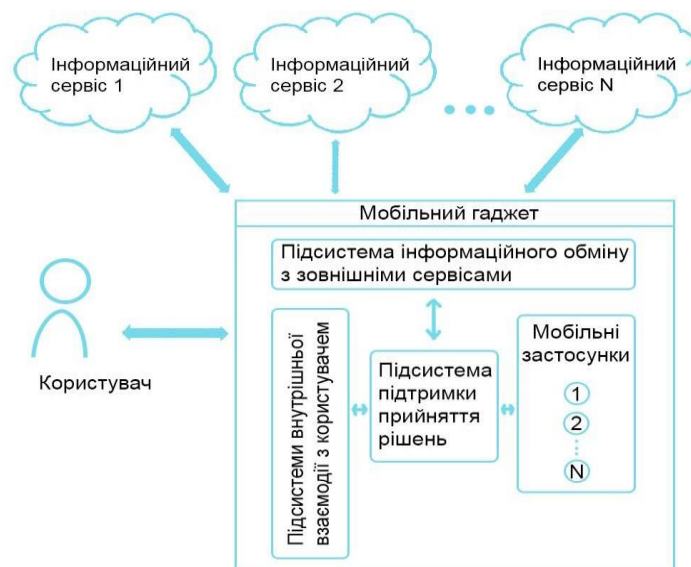 Інформаційний
сервіс 1
Інформаційний
сервіс 2
Інформаційний
сервіс N
Мобільний гаджет
Підсистема інформаційного обміну
з зовнішніми сервісами
Користувач
Підсистеми внутрішньої
взаємодії з користувачем
Підсистема
підтримки
прийняття
рішень
Мобільні
застосунки
1
2
N